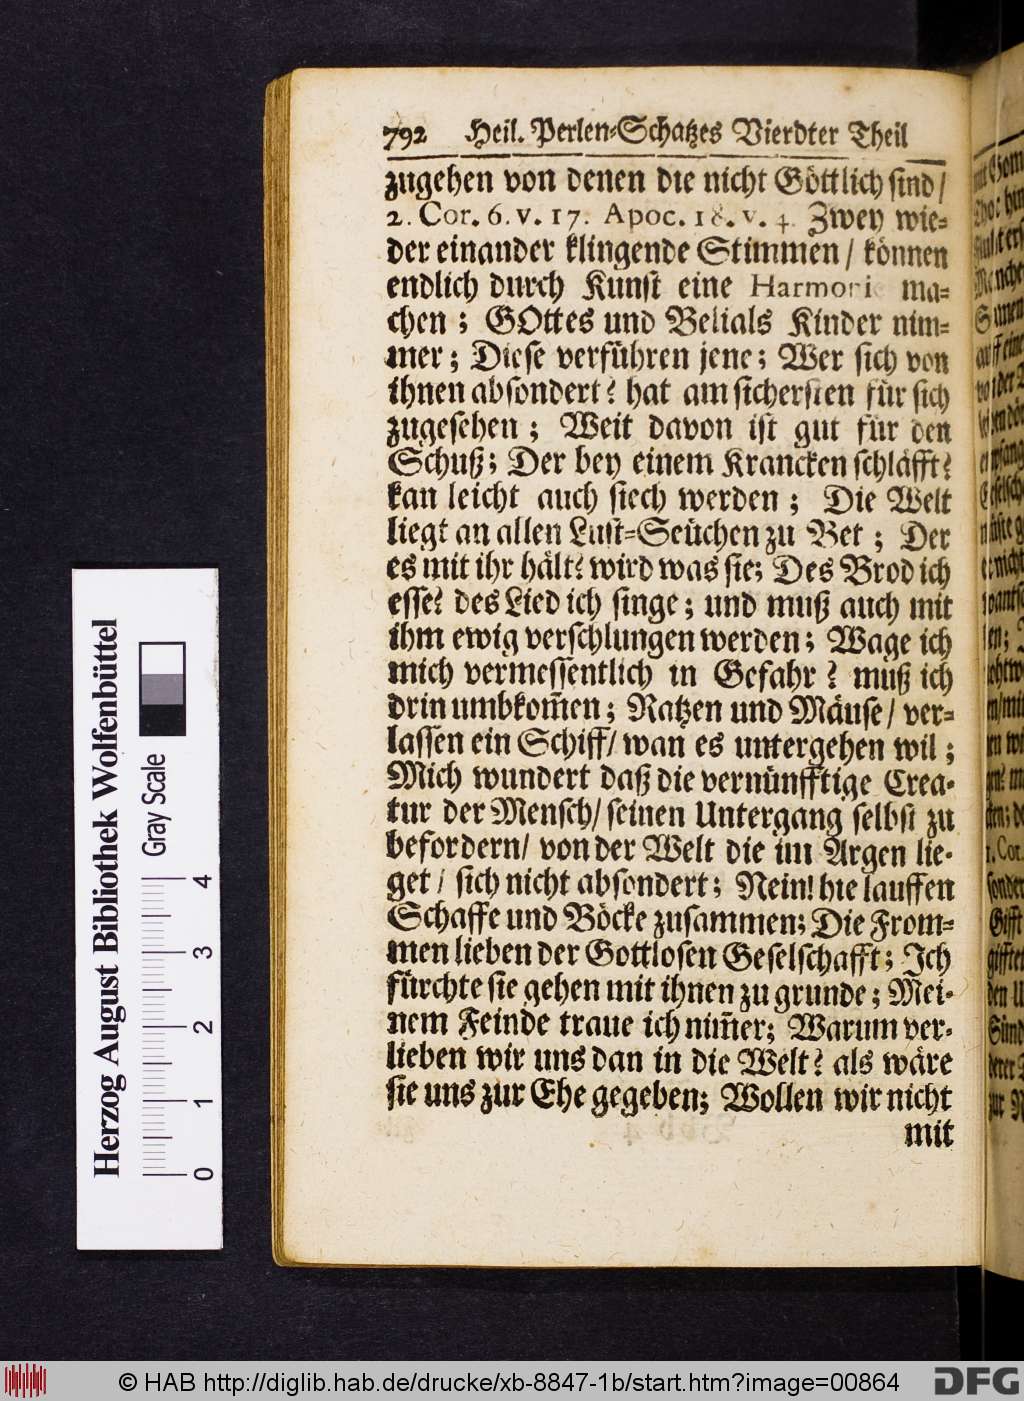 792 Heil. Perlen-Schatzes Vierdter Theil
zugehen von denen die nicht Göttlich sind/
2. Cor. 6. v. 17. Apoc. 18. v. 4. Zwey wie-
der einander klingende Stimmen/ können
endlich durch Kunst eine Harmoni ma-
chen; GOttes und Belials Kinder nim-
mer; Diese verführen jene; Wer sich von
ihnen absondert? hat am sichersten für sich
zugesehen; Weit davon ist gut für den
Schuß; Der bey einem Krancken schläfft?
kan leicht auch siech werden; Die Welt
liegt an allen Lust-Seuchen zu Bet; Der
es mit ihr hält? wird was sie; Des Brod ich
esse? des Lied ich singe; und muß auch mit
ihm ewig verschlungen werden; Wage ich
mich vermessentlich in Gefahr? muß ich
drin umbkom̅en; Ratzen und Mäuse/ ver-
lassen ein Schiff/ wan es untergehen wil;
Mich wundert daß die vernünfftige Crea-
tur der Mensch/ seinen Untergang selbst zu
befordern/ von der Welt die im Argen lie-
get/ sich nicht absondert; Nein! hie lauffen
Schaffe und Böcke zusammen; Die From-
men lieben der Gottlosen Geselschafft; Ich
fürchte sie gehen mit ihnen zu grunde; Mei-
nem Feinde traue ich nim̅er; Warum ver-
lieben wir uns dan in die Welt? als wäre
sie uns zur Ehe gegeben; Wollen wir nicht
mit
Herzog August Bibliothek Wolfenbüttel
Gray Scale
0 1 2 3 4
© HAB http://diglib.hab.de/drucke/xb-8847-1b/start.htm?image=00864
DFG